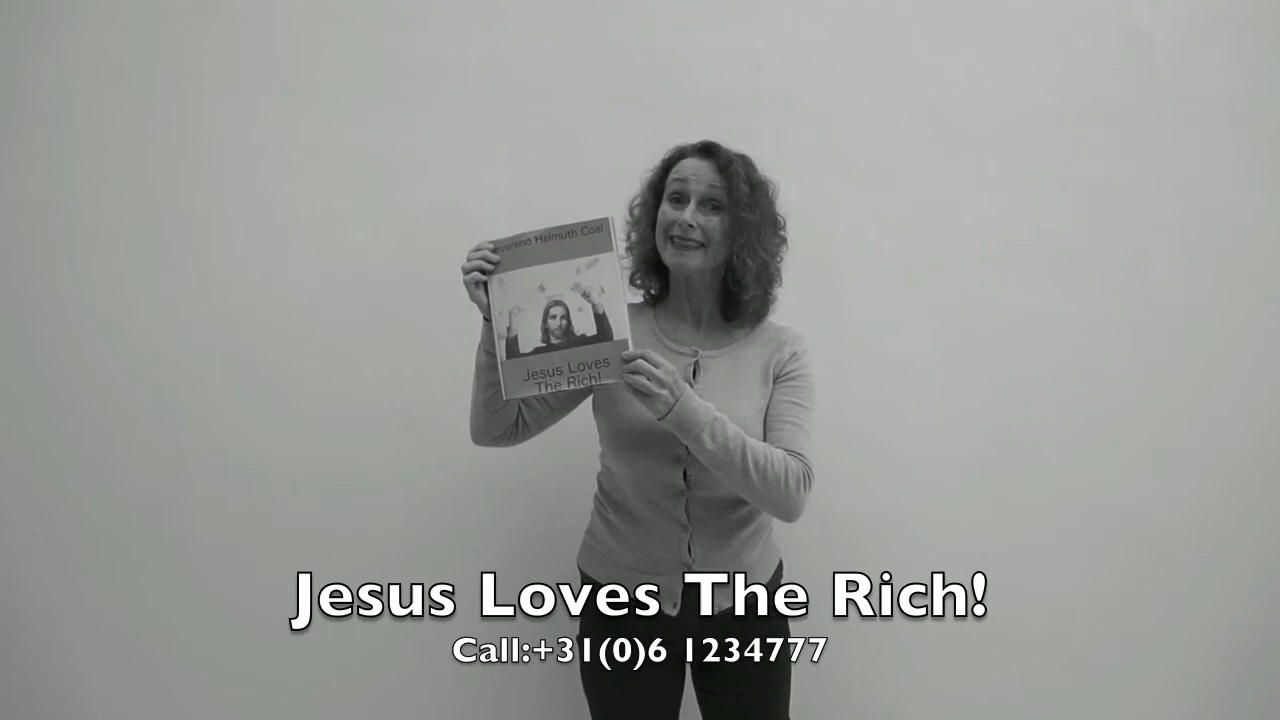 everend Helmuth Coal
Jesus Loves
The Rich!
Jesus Loves The Rich!
Call:+31(0)6 1234777